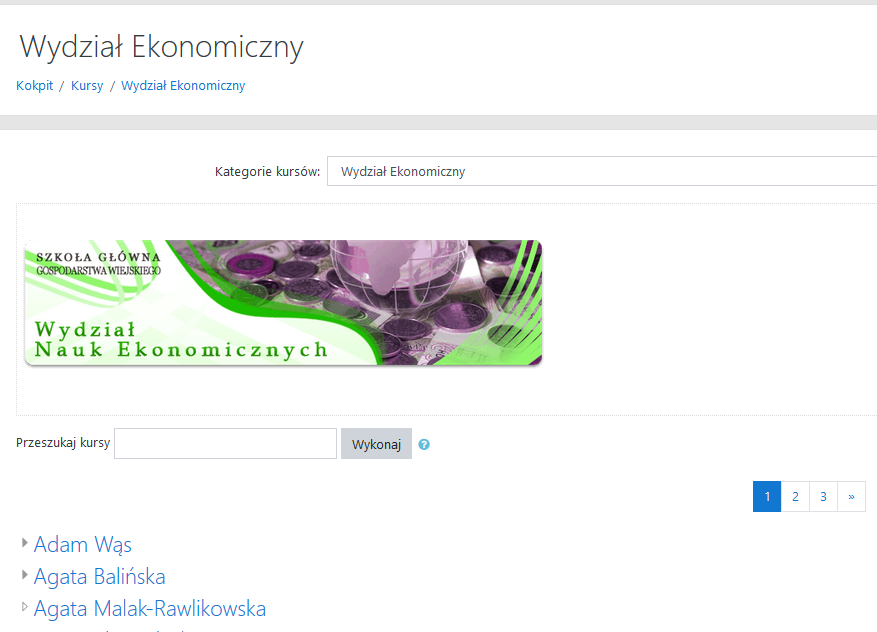 Wydział Ekonomiczny
Kokpit / Kursy / Wydział Ekonomiczny
Kategorie kursów: Wydział Ekonomiczny
SZKOŁA GŁÓWNA
GOSPODARSTWA WIEJSKIEGO
Wydział
Nauk Ekonomicznych
Przeszukaj kursy Wykonaj ?
1 2 3 »
Adam Wąs
Agata Balińska
Agata Malak-Rawlikowska